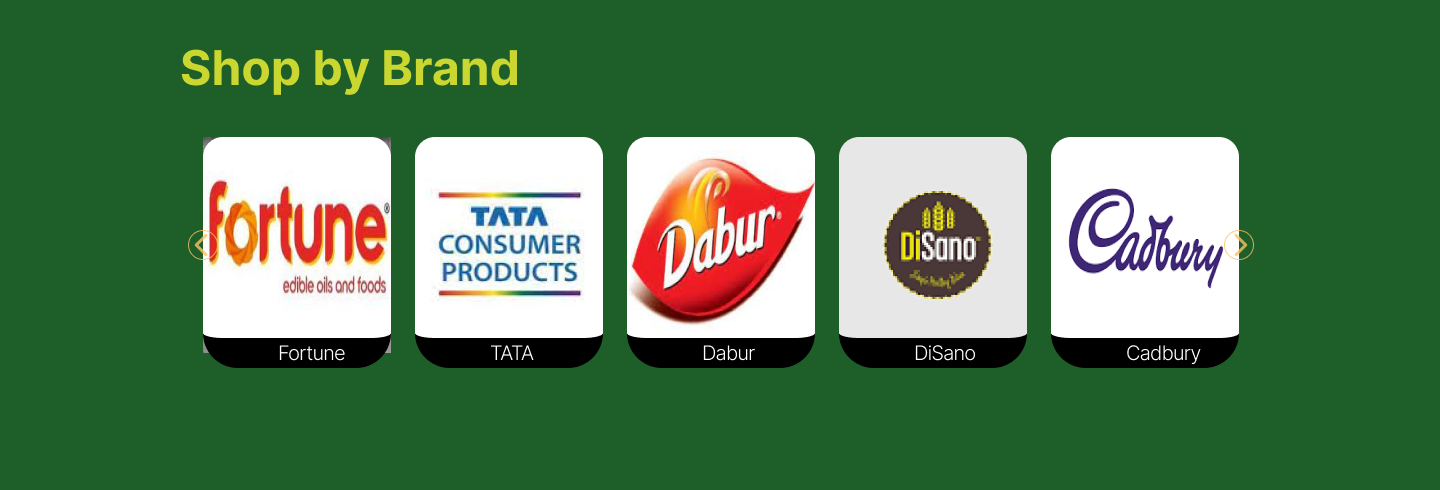 Shop by Brand
fortune®
edible oils and foods
TATA
CONSUMER
PRODUCTS
Dabur®
DiSano
Cadbury
Fortune
TATA
Dabur
DiSano
Cadbury